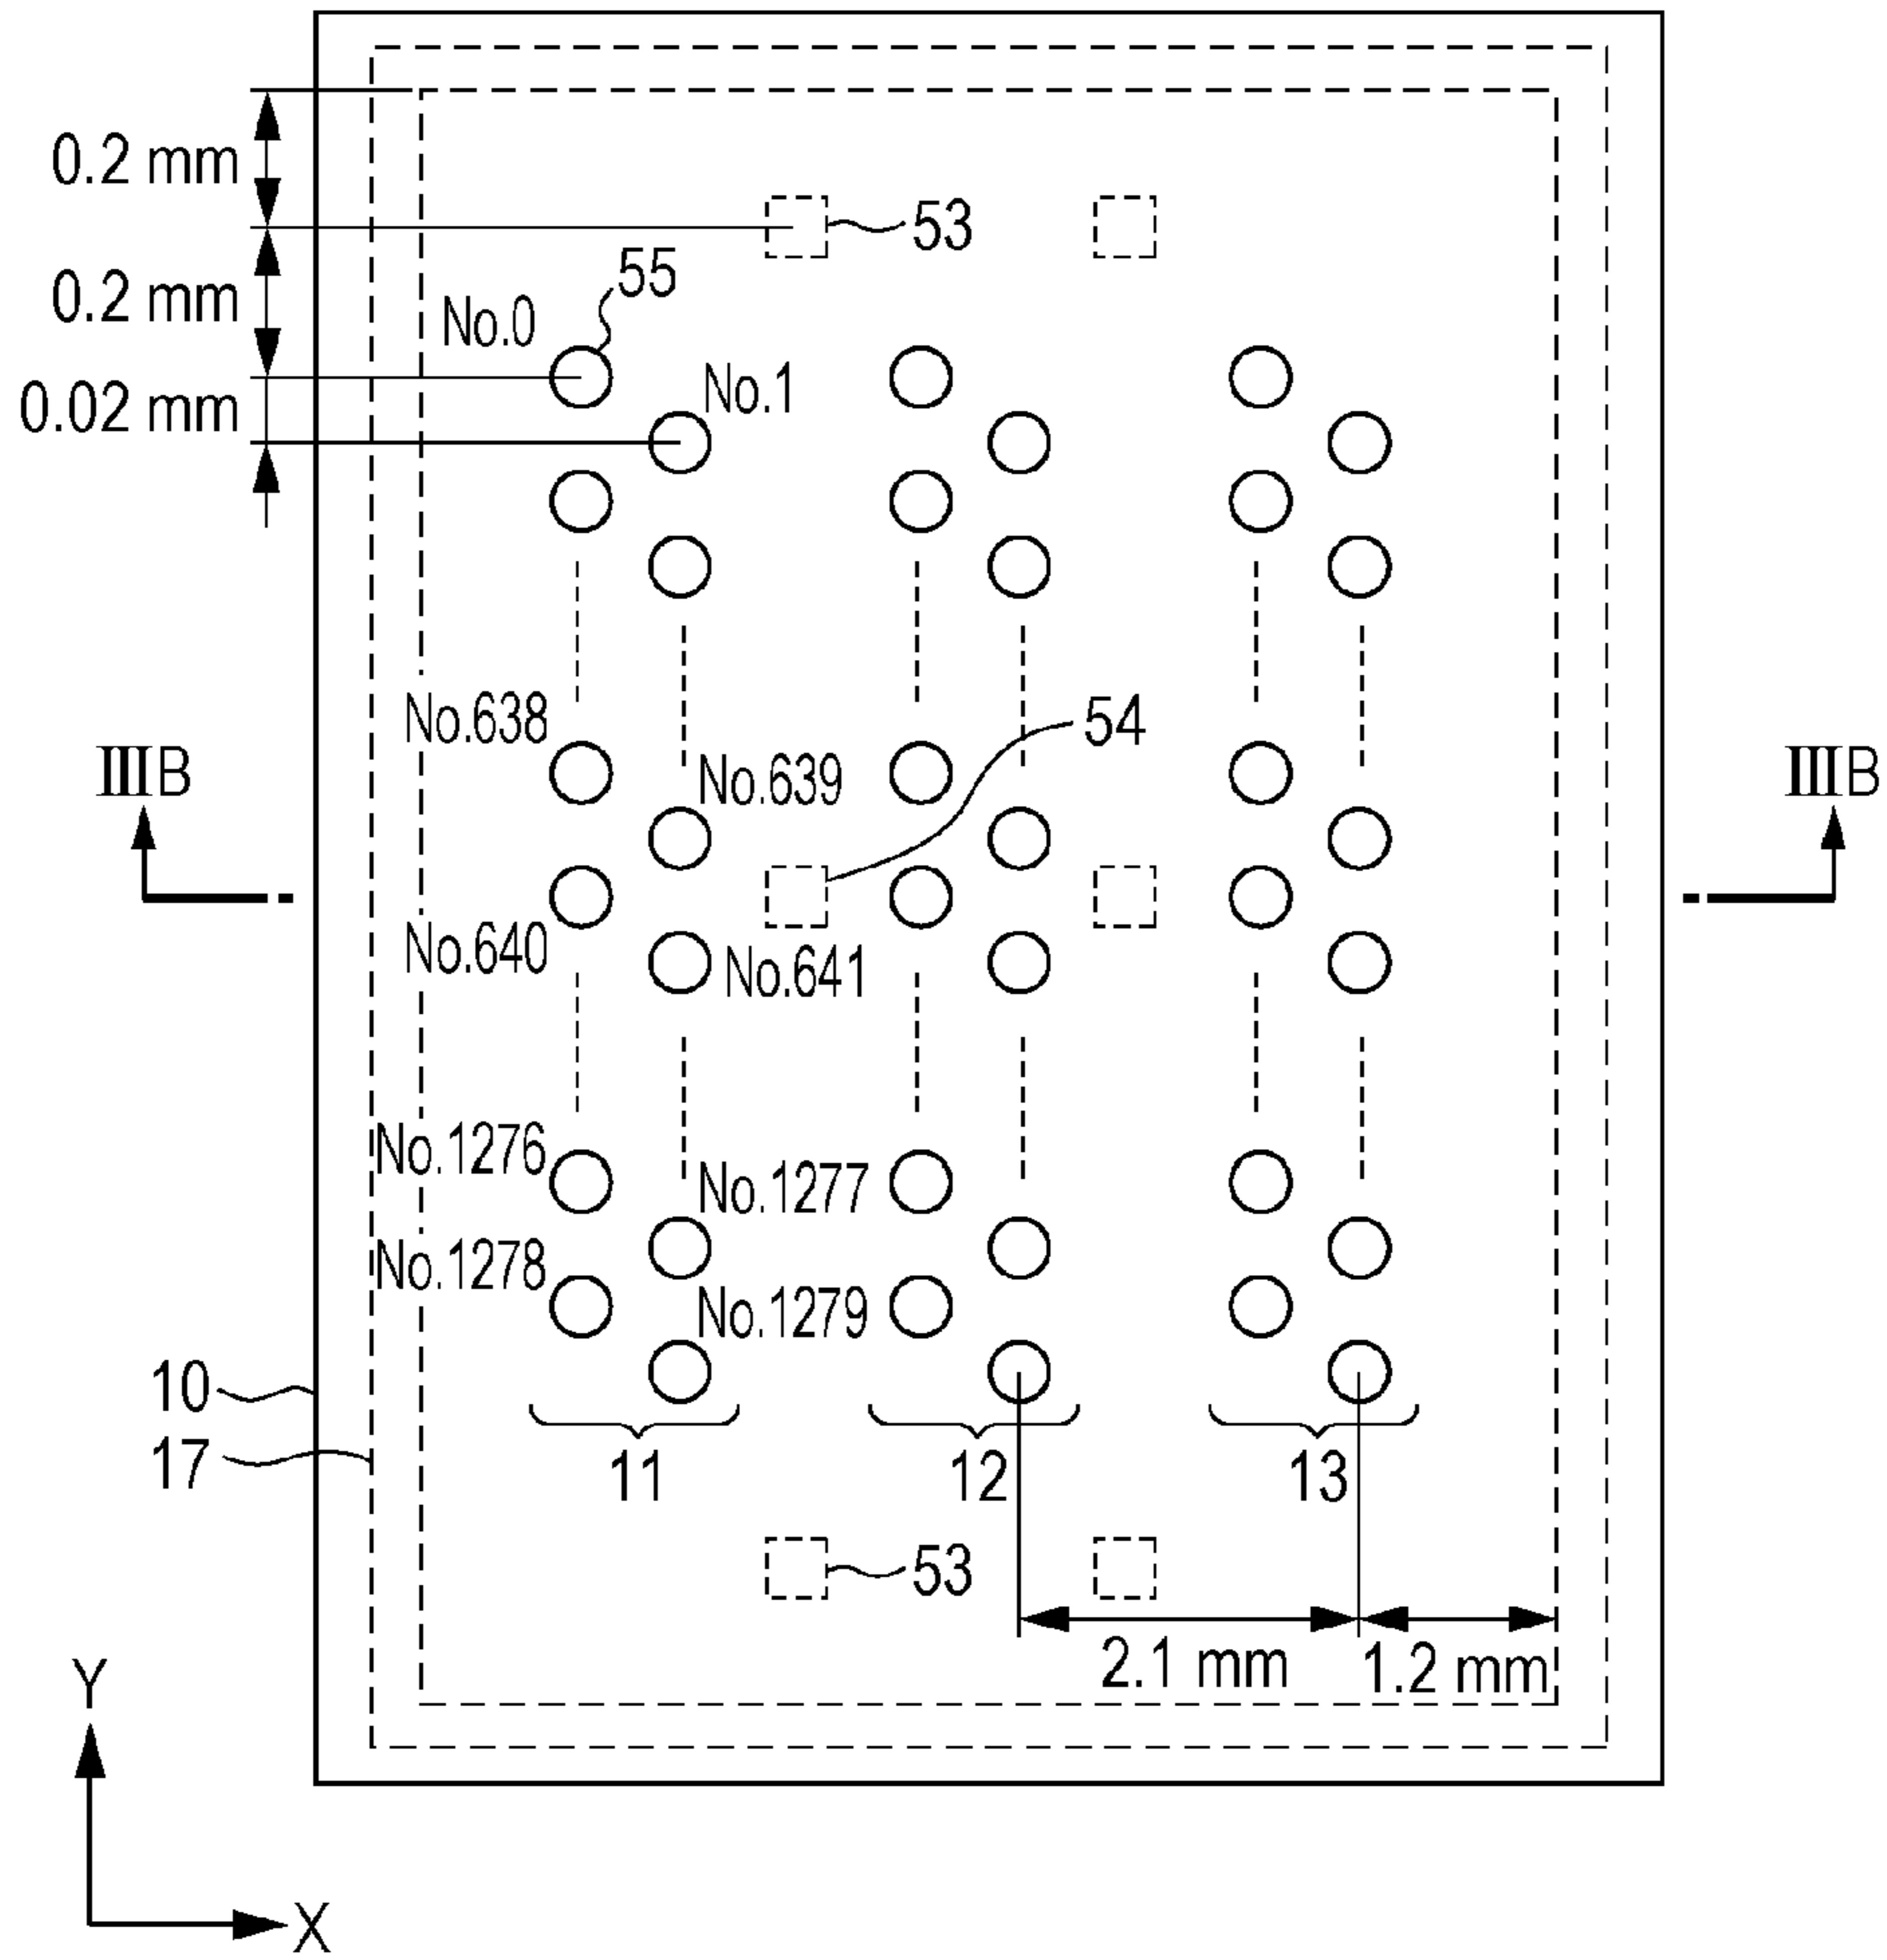 0.2 mm
53
0.2 mm
55
No.0
No.1
0.02 mm
No.638
54
No.639
IIIB
IIIB
No.640
No.641
No.1276
No.1277
No.1278
No.1279
10
17
11
12
13
53
2.1 mm
1.2 mm
Y
X